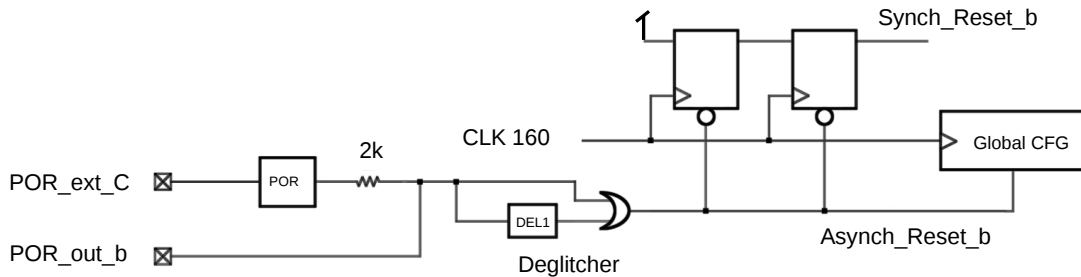 Synch_Reset_b
CLK 160
Global CFG
2k
POR_ext_C
POR
DEL1
POR_out_b
Asynch_Reset_b
Deglitcher